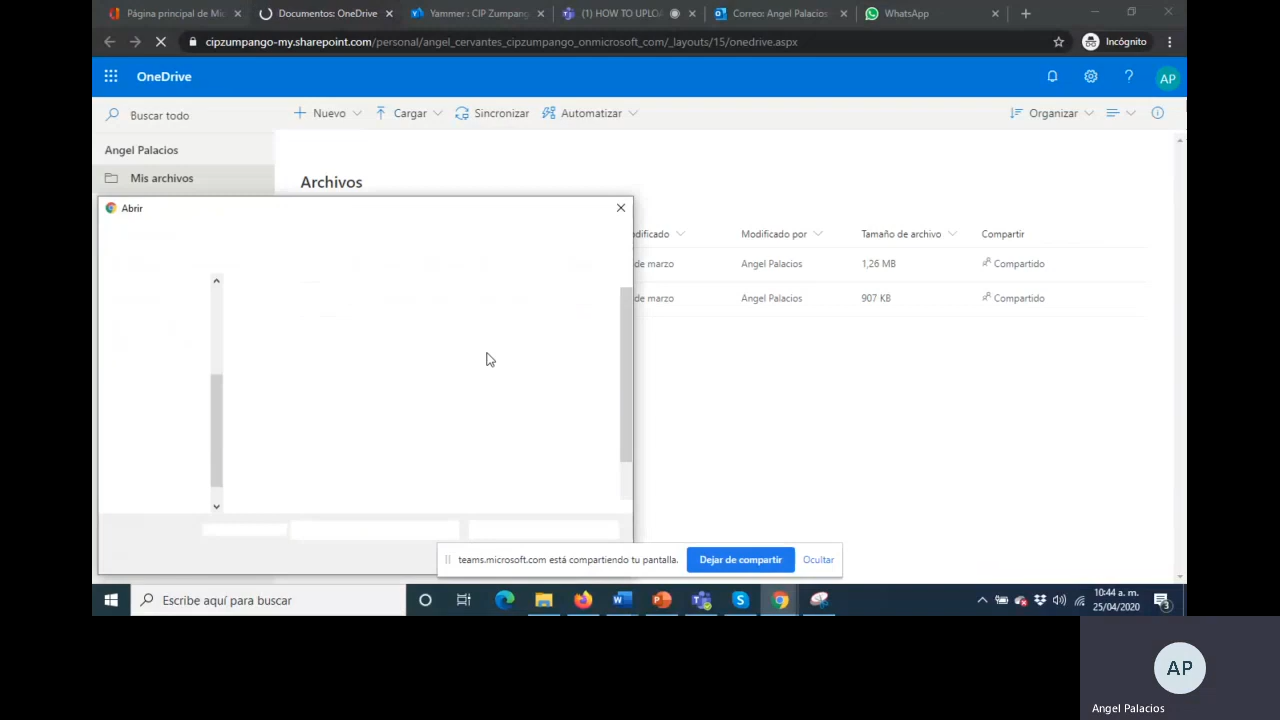 Página principal de Mic
Documentos: OneDrive
Yammer : CIP Zumpang
(1) HOW TO UPLO
Correo: Angel Palacios
WhatsApp
cipzumpango-my.sharepoint.com/personal/angel_cervantes_cipzumpango_onmicrosoft_com/_layouts/15/onedrive.aspx
Incógnito
OneDrive
AP
Buscar todo
Nuevo
Cargar
Sincronizar
Automatizar
Organizar
Angel Palacios
Mis archivos
Archivos
Abrir
odificado
Modificado por
Tamaño de archivo
Compartir
de marzo
Angel Palacios
1,26 MB
Compartido
de marzo
Angel Palacios
907 KB
Compartido
teams.microsoft.com está compartiendo tu pantalla.
Dejar de compartir
Ocultar
Escribe aquí para buscar
10:44 a. m.
25/04/2020
3
AP
Angel Palacios